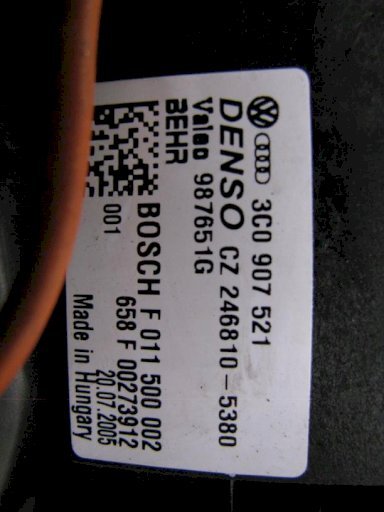 3C0 907 521
DENSO CZ 246810-5380
Valeo 987651G
BEHR
BOSCH F 011 500 002
001 658 F 00273912
20.07.2005
Made in Hungary